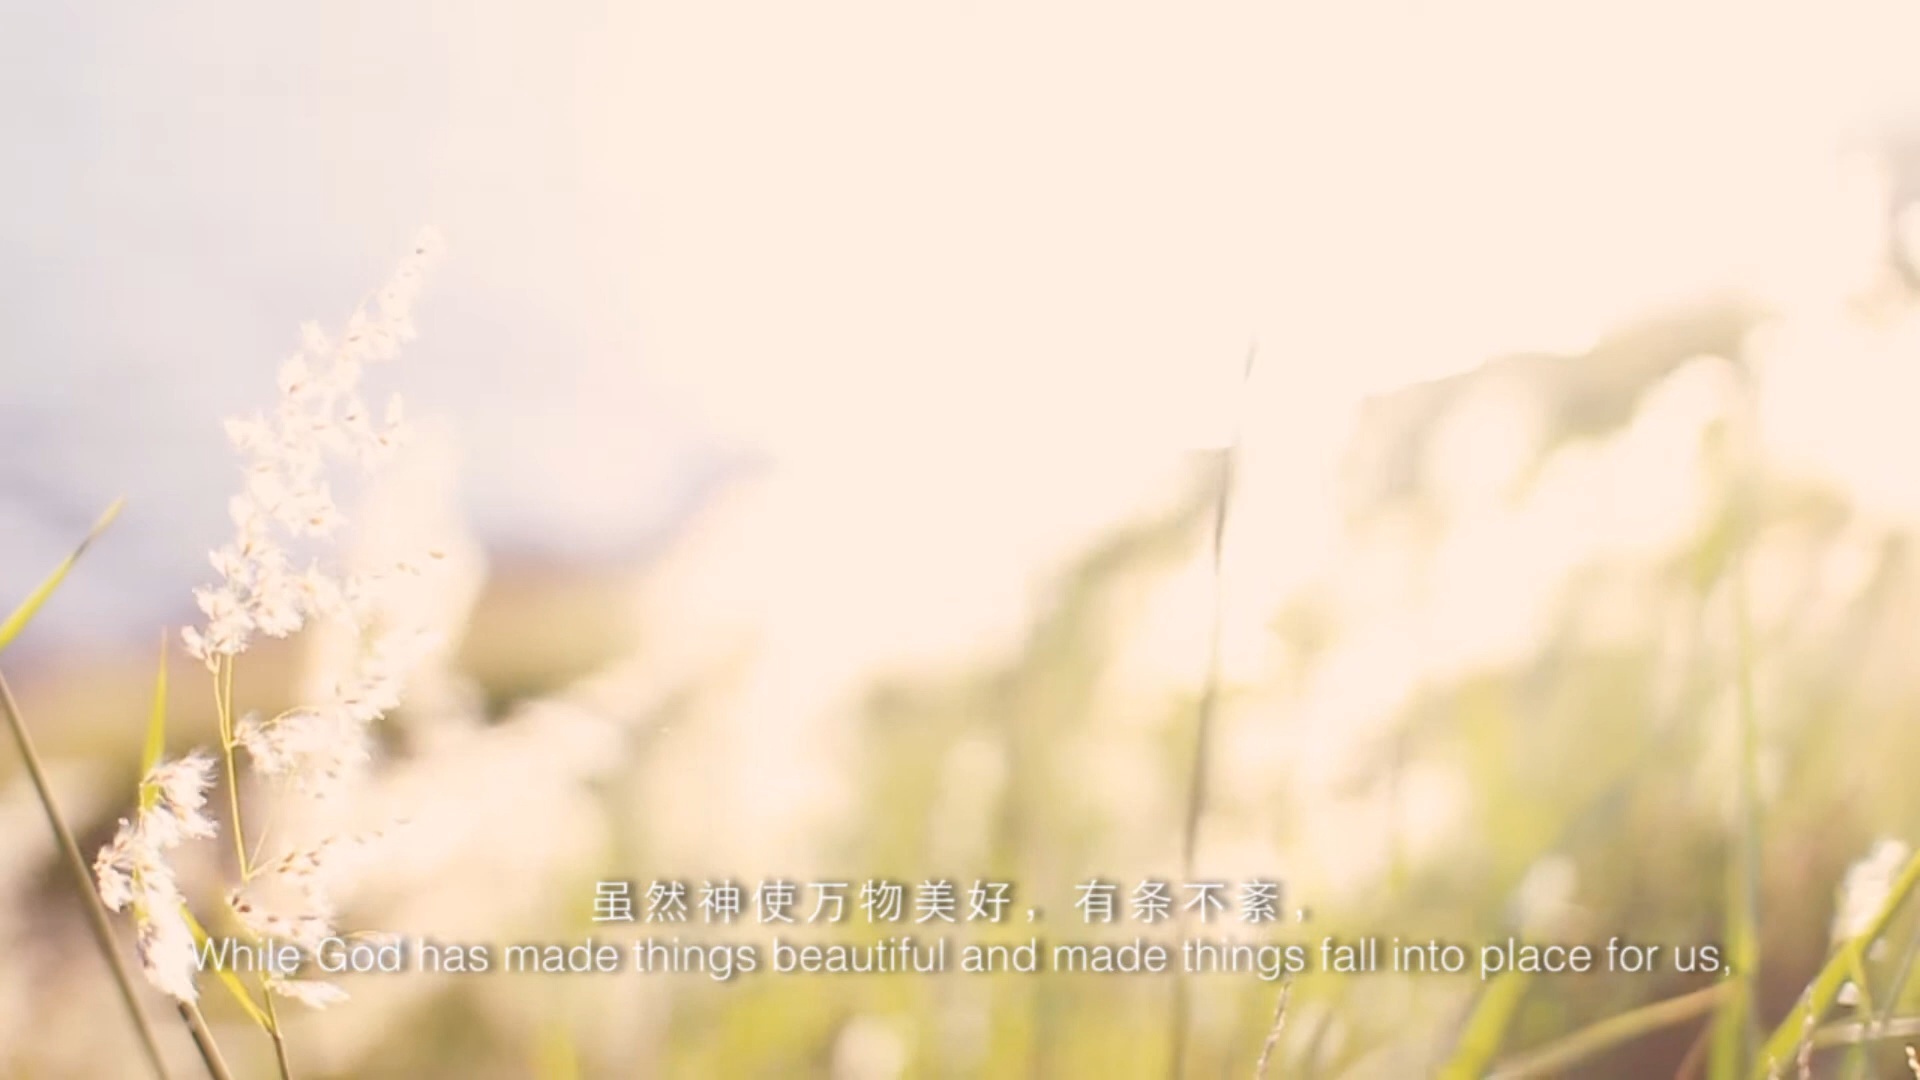 虽然神使万物美好，有条不紊，
While God has made things beautiful and made things fall into place for us,